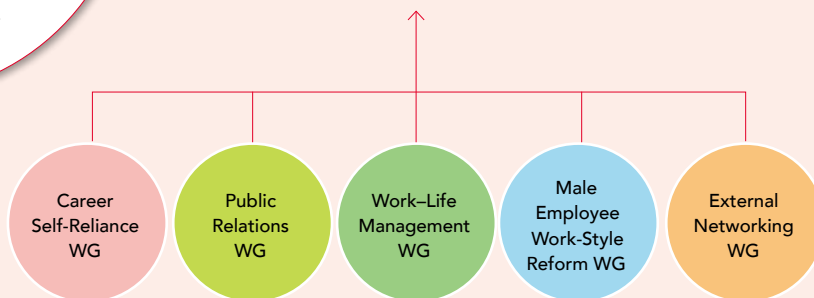 Career
Self-Reliance
WG
Public
Relations
WG
Work–Life
Management
WG
Male
Employee
Work-Style
Reform WG
External
Networking
WG